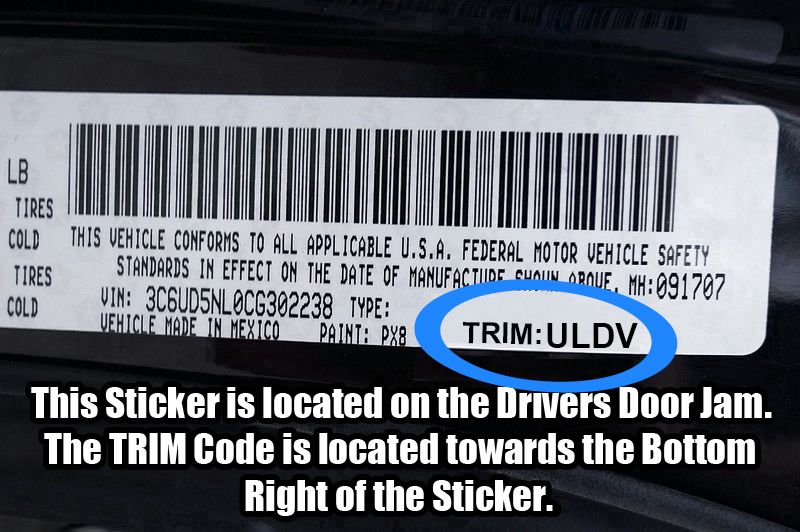 LB
TIRES
COLD
TIRES
COLD
THIS VEHICLE CONFORMS TO ALL APPLICABLE U.S.A. FEDERAL MOTOR VEHICLE SAFETY
STANDARDS IN EFFECT ON THE DATE OF MANUFACTURE SHOWN ABOVE. MH:091707
VIN: 3C6UD5NL0CG302238 TYPE:
VEHICLE MADE IN MEXICO PAINT: PX8 TRIM:ULDV
This Sticker is located on the Drivers Door Jam.
The TRIM Code is located towards the Bottom
Right of the Sticker.